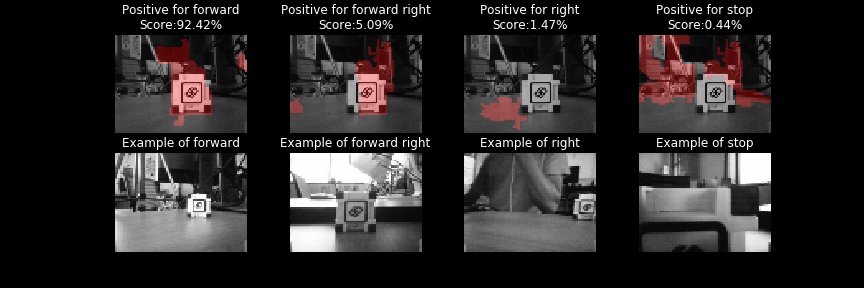 Positive for forward
Score:92.42%
Positive for forward right
Score:5.09%
Positive for right
Score:1.47%
Positive for stop
Score:0.44%
Example of forward
Example of forward right
Example of right
Example of stop